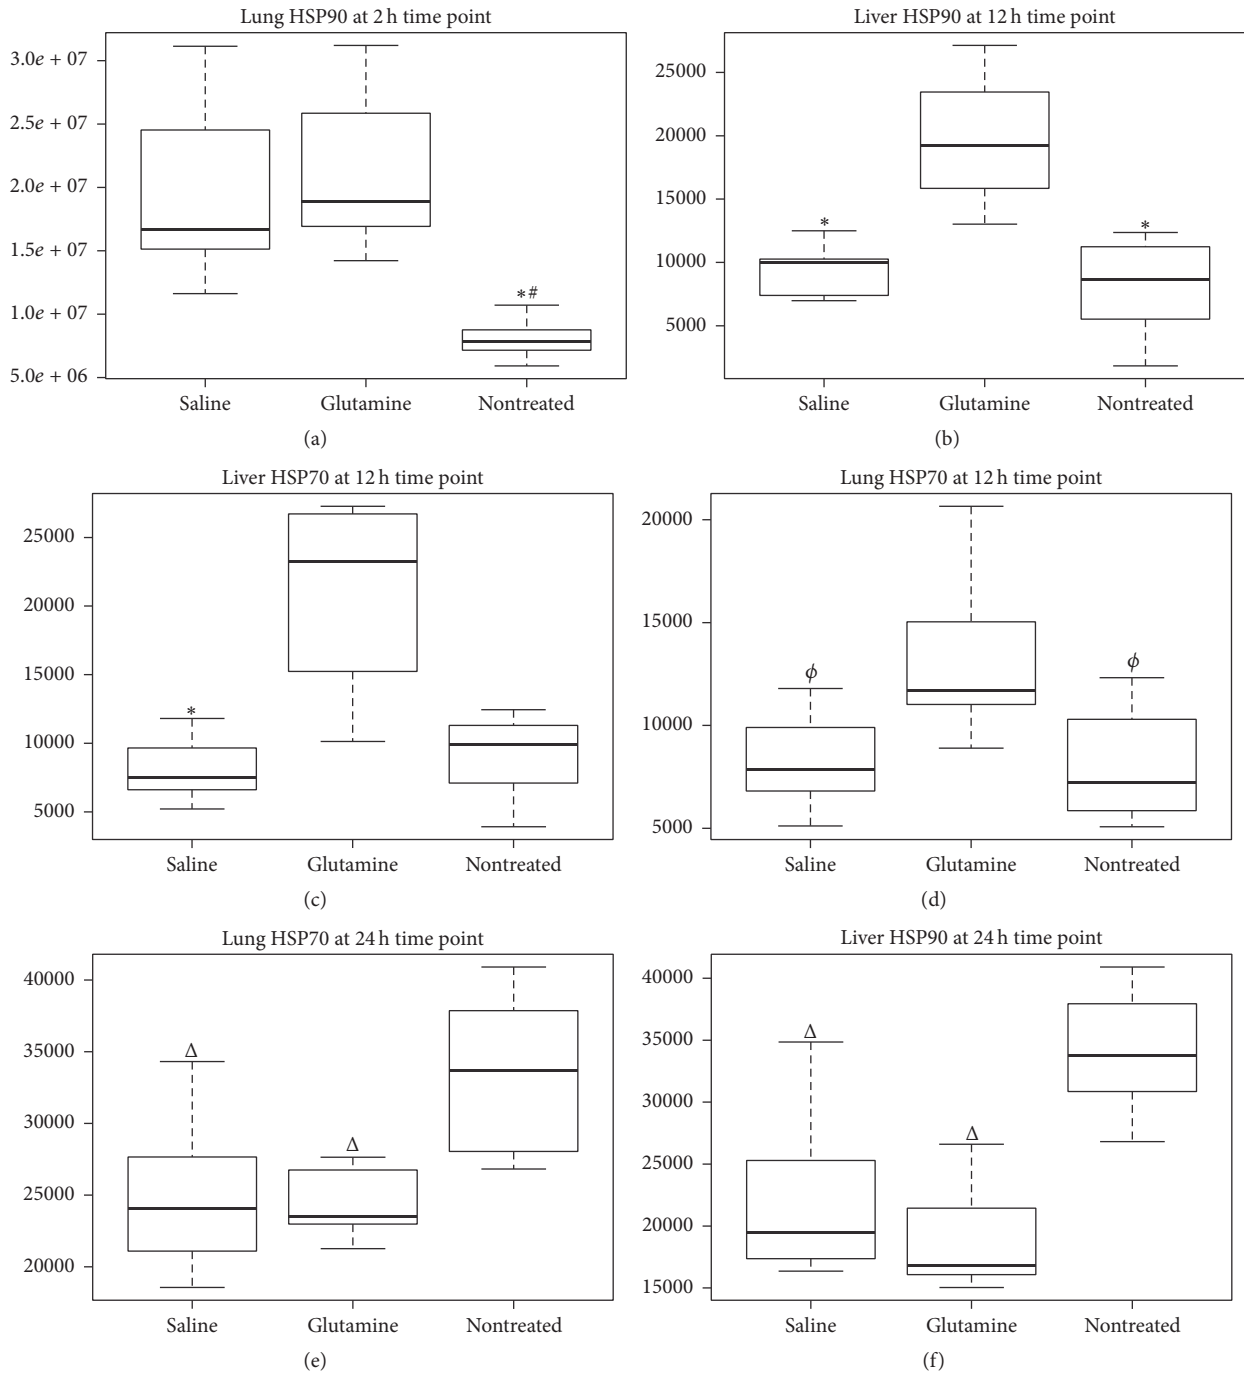 Lung HSP90 at 2 h time point
3.0e + 07
2.5e + 07
2.0e + 07
1.5e + 07
1.0e + 07
5.0e + 06
*#
Saline Glutamine Nontreated
(a)
Liver HSP90 at 12 h time point
25000
20000
15000
10000
5000
* *
Saline Glutamine Nontreated
(b)
Liver HSP70 at 12 h time point
25000
20000
15000
10000
5000
*
Saline Glutamine Nontreated
(c)
Lung HSP70 at 12 h time point
20000
15000
10000
5000
ϕ ϕ
Saline Glutamine Nontreated
(d)
Lung HSP70 at 24 h time point
40000
35000
30000
25000
20000
Δ Δ
Saline Glutamine Nontreated
(e)
Liver HSP90 at 24 h time point
40000
35000
30000
25000
20000
15000
Δ Δ
Saline Glutamine Nontreated
(f)